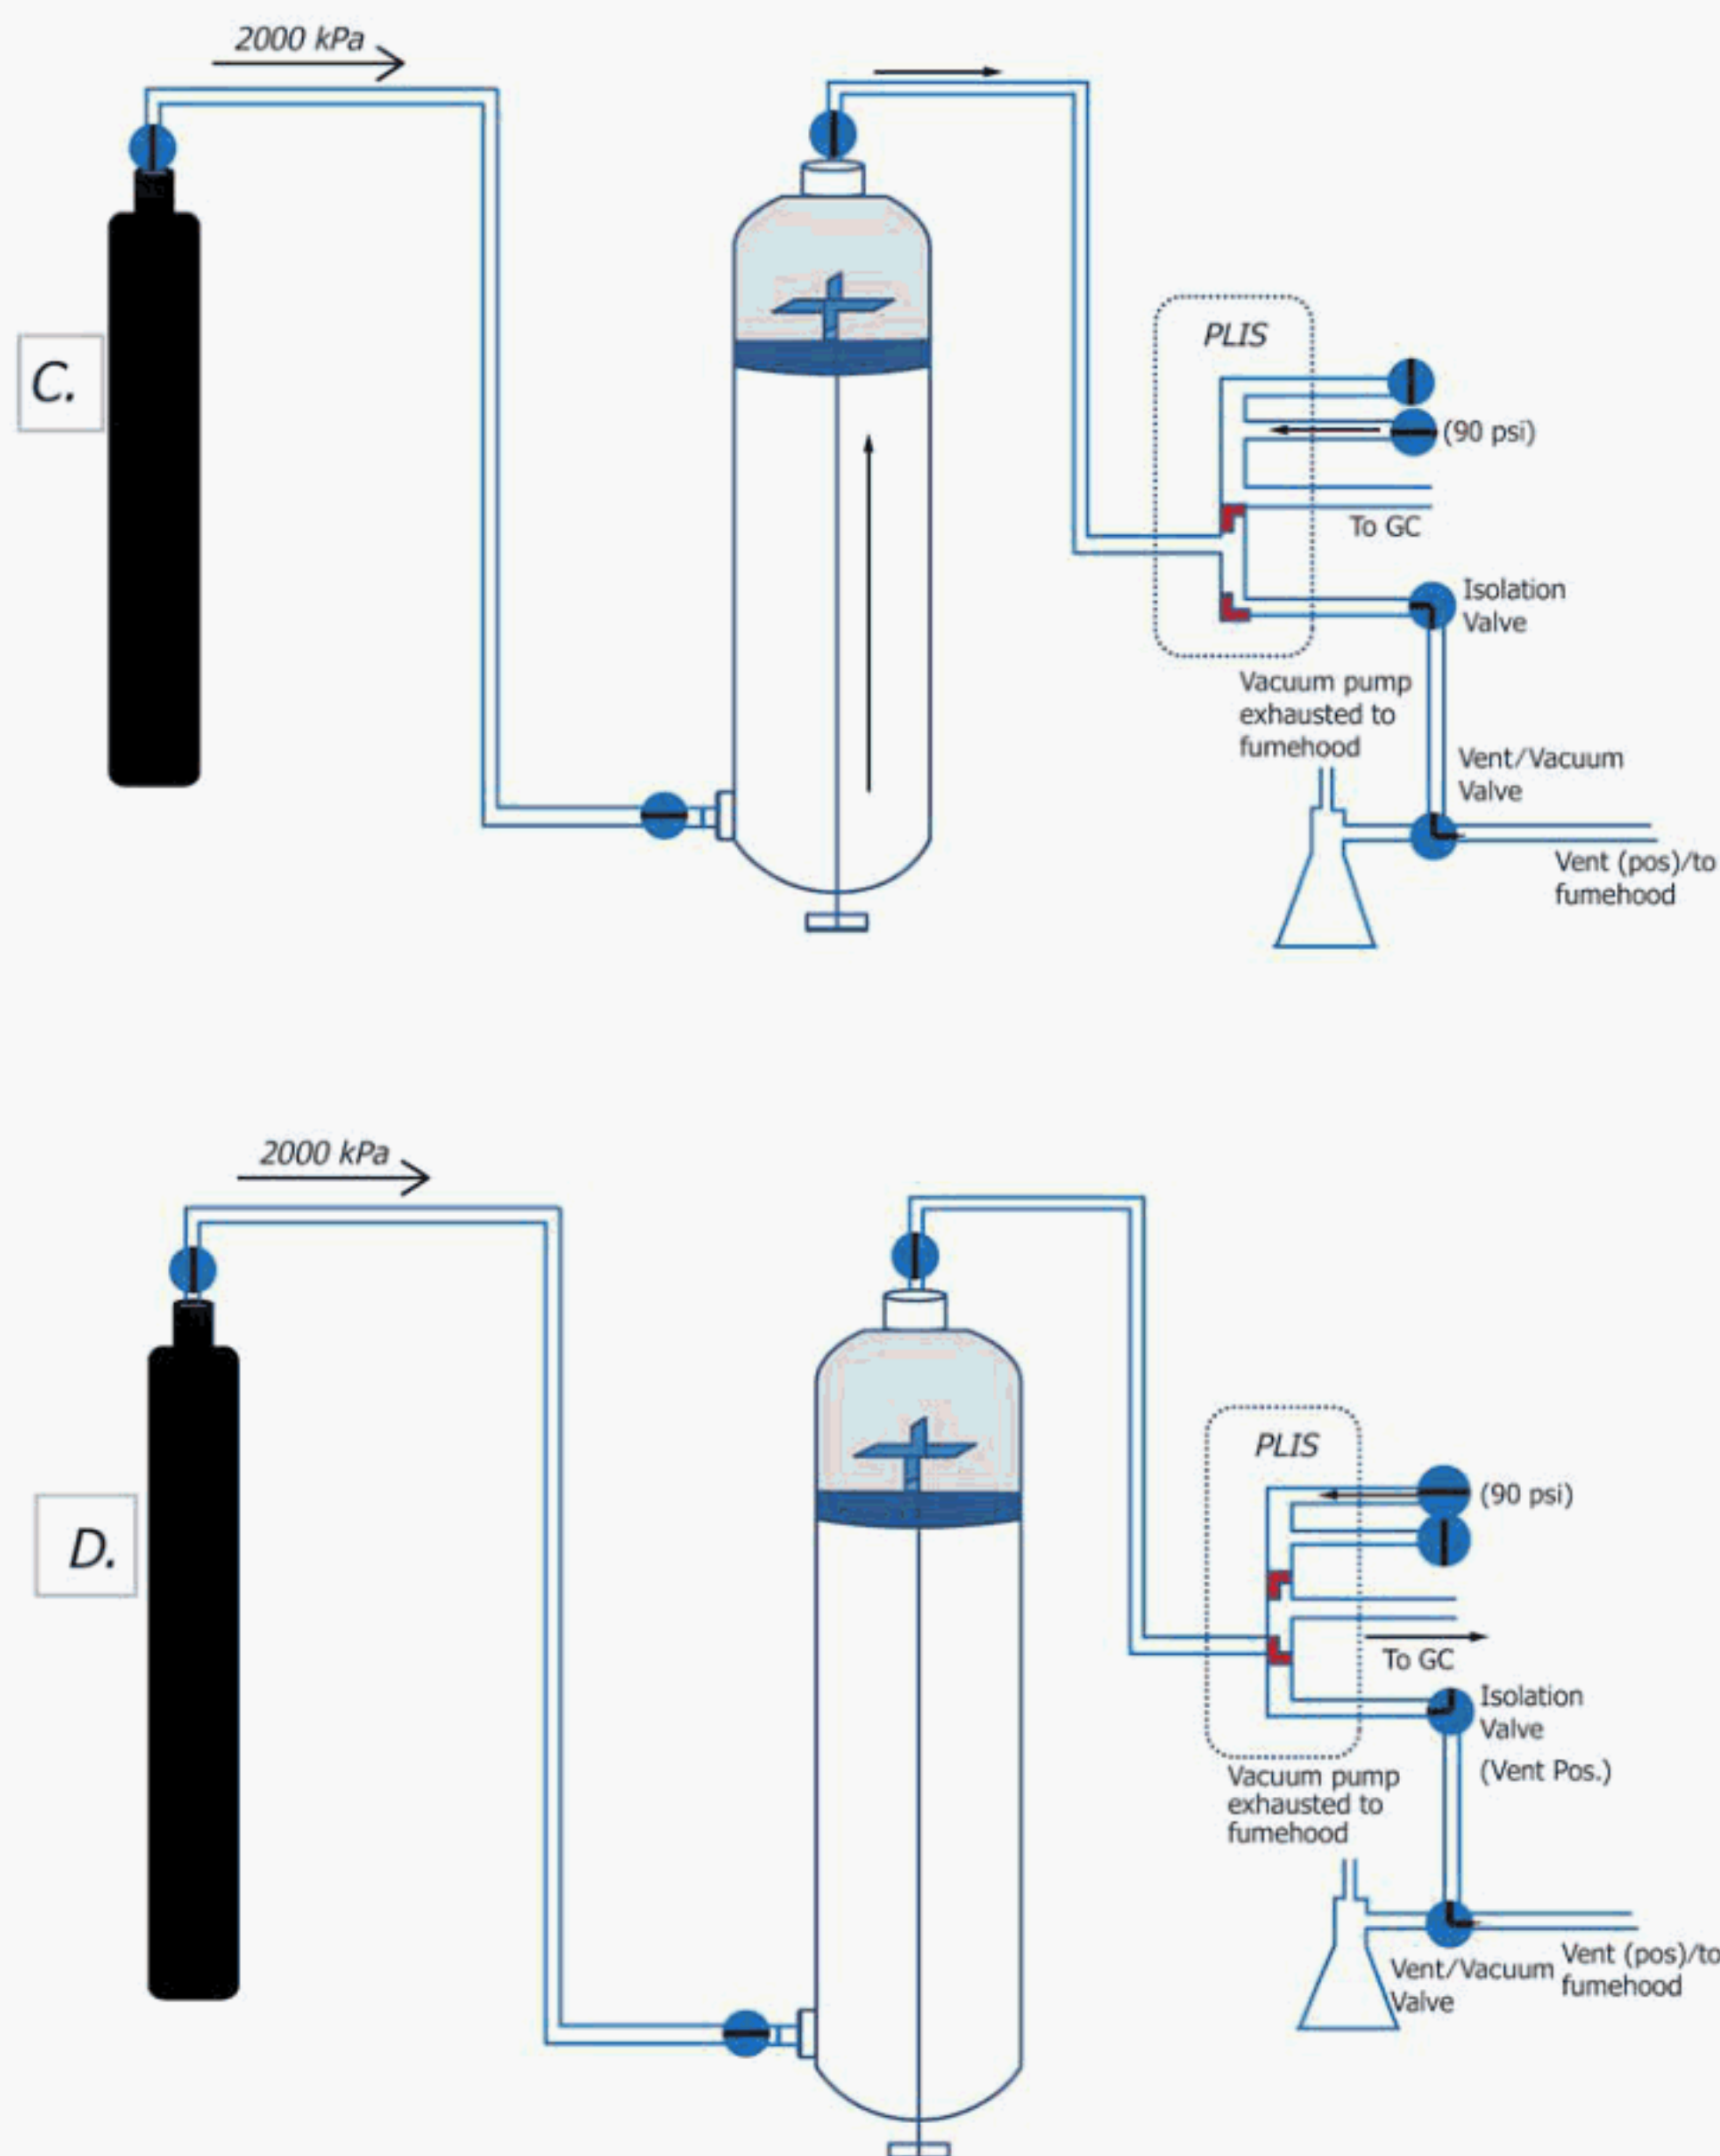 2000 kPa
C.
PLIS
(90 psi)
To GC
Isolation
Valve
Vacuum pump
exhausted to
fumehood
Vent/Vacuum
Valve
Vent (pos)/to
fumehood
2000 kPa
D.
PLIS
(90 psi)
To GC
Isolation
Valve
(Vent Pos.)
Vacuum pump
exhausted to
fumehood
Vent/Vacuum
Valve
Vent (pos)/to
fumehood